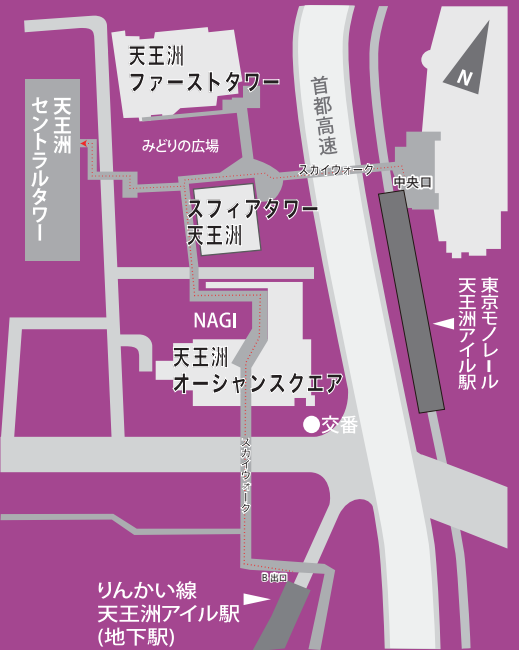 天王洲
ファーストタワー
N
首都高速
天王洲
セントラルタワー
みどりの広場
スカイウォーク
中央口
スフィアタワー
天王洲
東京モノレール
天王洲アイル駅
NAGI
天王洲
オーシャンスクエア
交番
スカイウォーク
B出口
りんかい線
天王洲アイル駅
(地下駅)